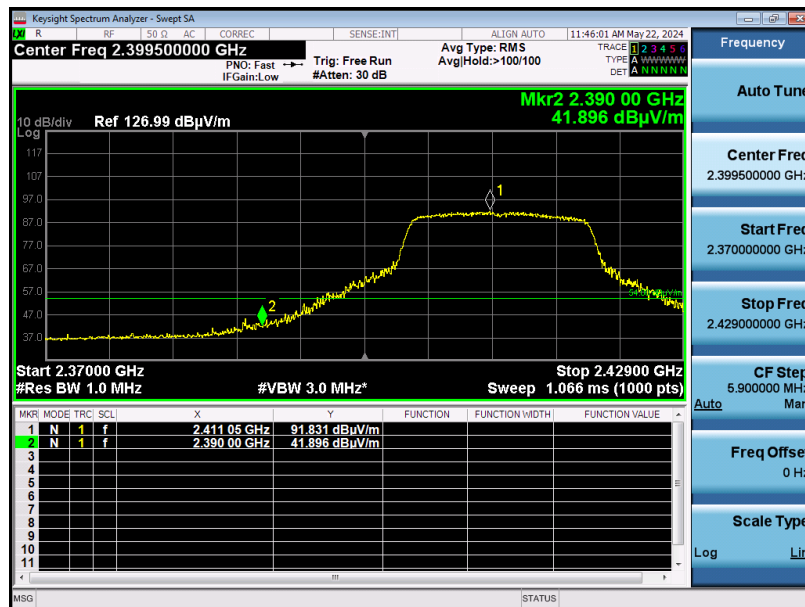 Keysight Spectrum Analyzer - Swept SA
LXI R RF 50 Ω AC CORREC SENSE:INT ALIGN AUTO 11:46:01 AM May 22, 2024
Center Freq 2.399500000 GHz
PNO: Fast
IFGain:Low
Trig: Free Run
#Atten: 30 dB
Avg Type: RMS
Avg|Hold:>100/100
TRACE 1 2 3 4 5 6
TYPE A WWWWW
DET A N N N N N
Mkr2 2.390 00 GHz
41.896 dBµV/m
10 dB/div Ref 126.99 dBµV/m
Log
117
107
97.0
87.0
77.0
67.0
57.0
47.0
37.0
1
2
Start 2.37000 GHz
Stop 2.42900 GHz
#Res BW 1.0 MHz
#VBW 3.0 MHz*
Sweep 1.066 ms (1000 pts)
MKR MODE TRC SCL X Y FUNCTION FUNCTION WIDTH FUNCTION VALUE
1 N 1 f 2.411 05 GHz 91.831 dBµV/m
2 N 1 f 2.390 00 GHz 41.896 dBµV/m
3
4
5
6
7
8
9
10
11
MSG
STATUS
Frequency
Auto Tune
Center Freq
2.399500000 GHz
Start Freq
2.370000000 GHz
Stop Freq
2.429000000 GHz
CF Step
5.900000 MHz
Auto Man
Freq Offset
0 Hz
Scale Type
Log Lin